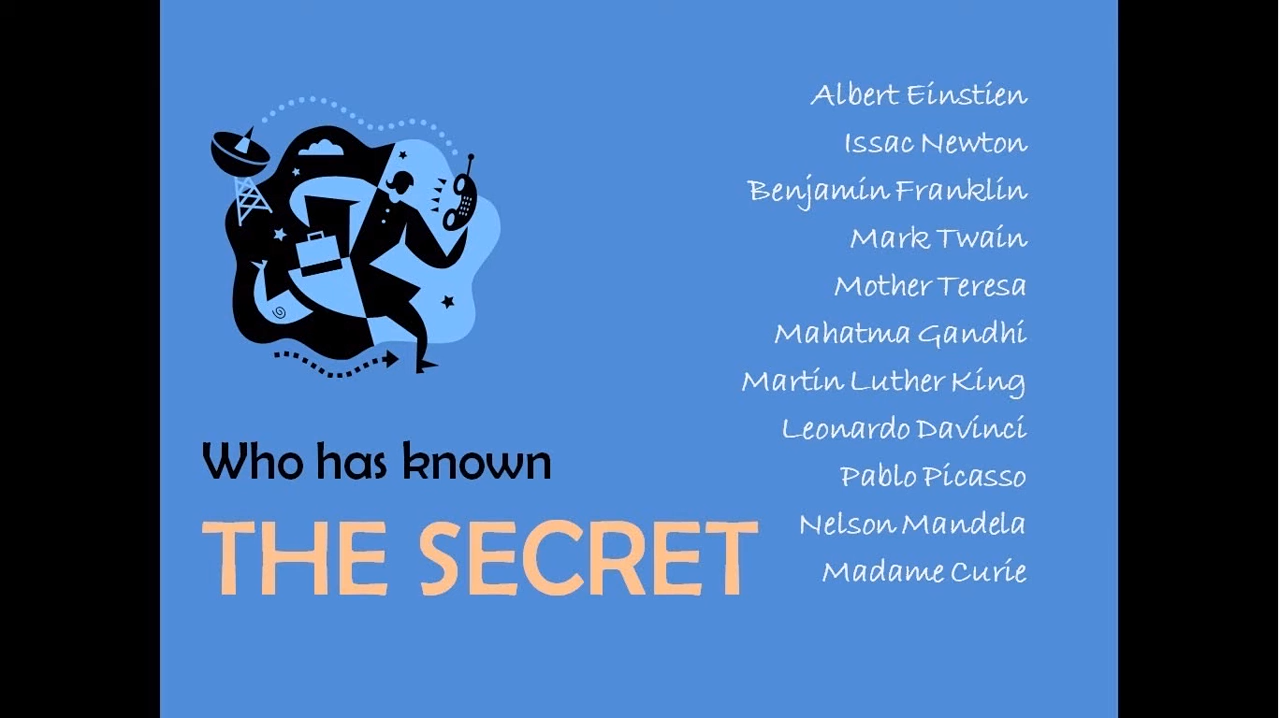 Albert Einstien
Issac Newton
Benjamin Franklin
Mark Twain
Mother Teresa
Mahatma Gandhi
Martin Luther King
Leonardo Davinci
Pablo Picasso
Nelson Mandela
Madame Curie
Who has known
THE SECRET